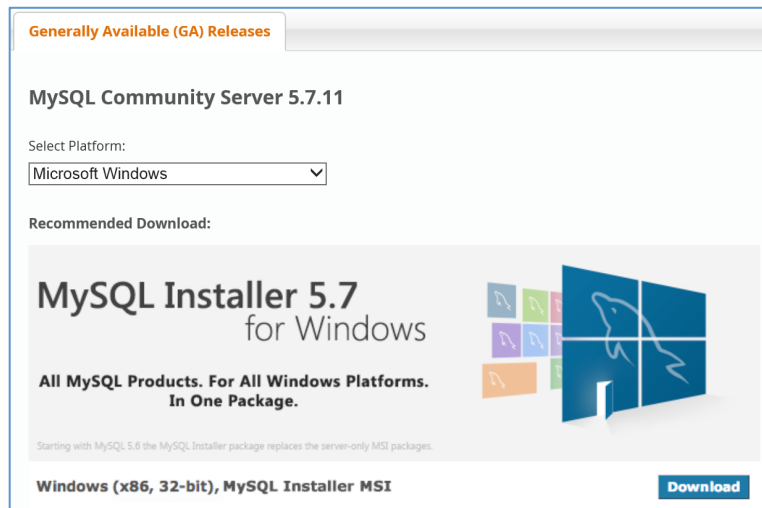 Generally Available (GA) Releases
MySQL Community Server 5.7.11
Select Platform:
Microsoft Windows
Recommended Download:
MySQL Installer 5.7
for Windows
All MySQL Products. For All Windows Platforms.
In One Package.
Starting with MySQL 5.6 the MySQL Installer package replaces the server-only MSI packages.
Windows (x86, 32-bit), MySQL Installer MSI
Download